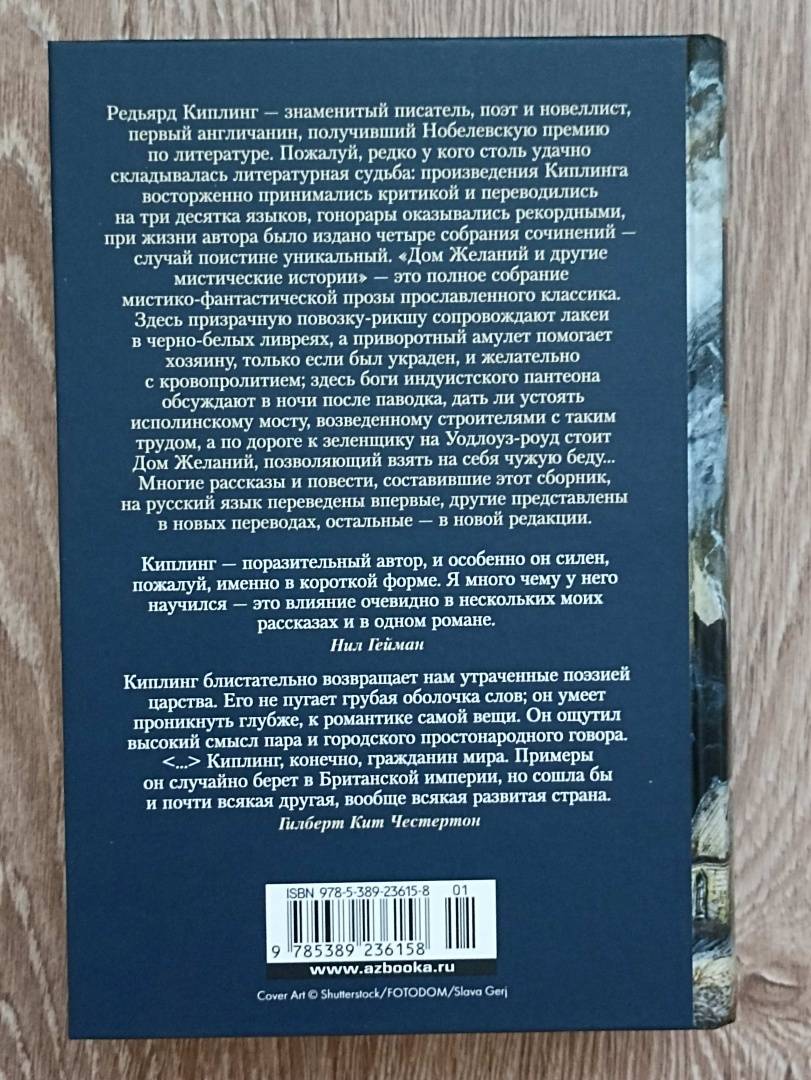 Редьярд Киплинг — знаменитый писатель, поэт и новеллист,
первый англичанин, получивший Нобелевскую премию
по литературе. Пожалуй, редко у кого столь удачно
складывалась литературная судьба: произведения Киплинга
восторженно принимались критикой и переводились
на три десятка языков, гонорары оказывались рекордными,
при жизни автора было издано четыре собрания сочинений —
случай поистине уникальный. «Дом Желаний и другие
мистические истории» — это полное собрание
мистико-фантастической прозы прославленного классика.
Здесь призрачную повозку-рикшу сопровождают лакеи
в черно-белых ливреях, а приворотный амулет помогает
хозяину, только если был украден, и желательно
с кровопролитием; здесь боги индуистского пантеона
обсуждают в ночи после паводка, дать ли устоять
исполинскому мосту, возведенному строителями с таким
трудом, а по дороге к зеленщику на Уодлоуз-роуд стоит
Дом Желаний, позволяющий взять на себя чужую беду...
Многие рассказы и повести, составившие этот сборник,
на русский язык переведены впервые, другие представлены
в новых переводах, остальные — в новой редакции.
Киплинг — поразительный автор, и особенно он силен,
пожалуй, именно в короткой форме. Я много чему у него
научился — это влияние очевидно в нескольких моих
рассказах и в одном романе.
Нил Гейман
Киплинг блистательно возвращает нам утраченные поэзией
царства. Его не пугает грубая оболочка слов; он умеет
проникнуть глубже, к романтике самой вещи. Он ощутил
высокий смысл пара и городского простонародного говора.
<...> Киплинг, конечно, гражданин мира. Примеры
он случайно берет в Британской империи, но сошла бы
и почти всякая другая, вообще всякая развитая страна.
Гилберт Кит Честертон
ISBN 978-5-389-23615-8 01
9 785389 236158
www.azbooka.ru
Cover Art © Shutterstock/FOTODOM/Slava Gerj